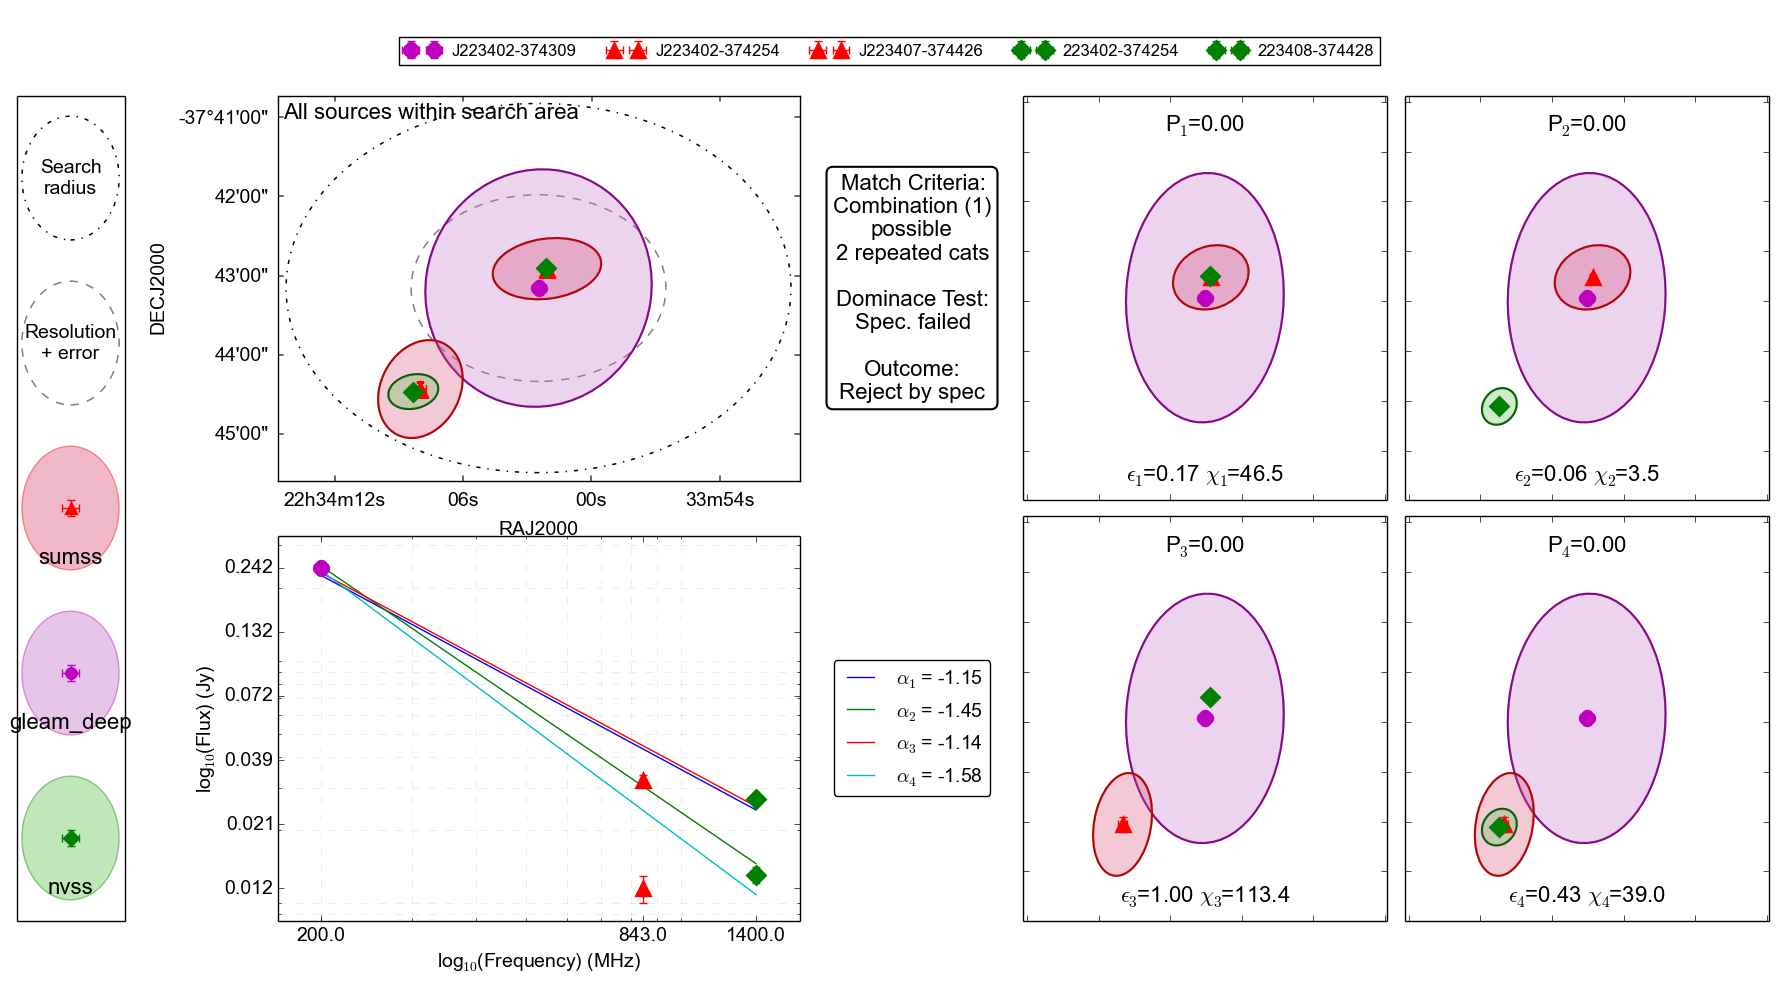 J223402-374309 J223402-374254 J223407-374426 223402-374254 223408-374428
Search
radius
Resolution
+ error
sumss
gleam_deep
nvss
All sources within search area
-37°41'00"
42'00"
43'00"
44'00"
45'00"
DECJ2000
22h34m12s 06s 00s 33m54s
RAJ2000
Match Criteria:
Combination (1)
possible
2 repeated cats
Dominace Test:
Spec. failed
Outcome:
Reject by spec
P1=0.00
ϵ1=0.17 χ1=46.5
P2=0.00
ϵ2=0.06 χ2=3.5
0.242
0.132
0.072
0.039
0.021
0.012
log10(Flux) (Jy)
200.0 843.0 1400.0
log10(Frequency) (MHz)
α1 = -1.15
α2 = -1.45
α3 = -1.14
α4 = -1.58
P3=0.00
ϵ3=1.00 χ3=113.4
P4=0.00
ϵ4=0.43 χ4=39.0